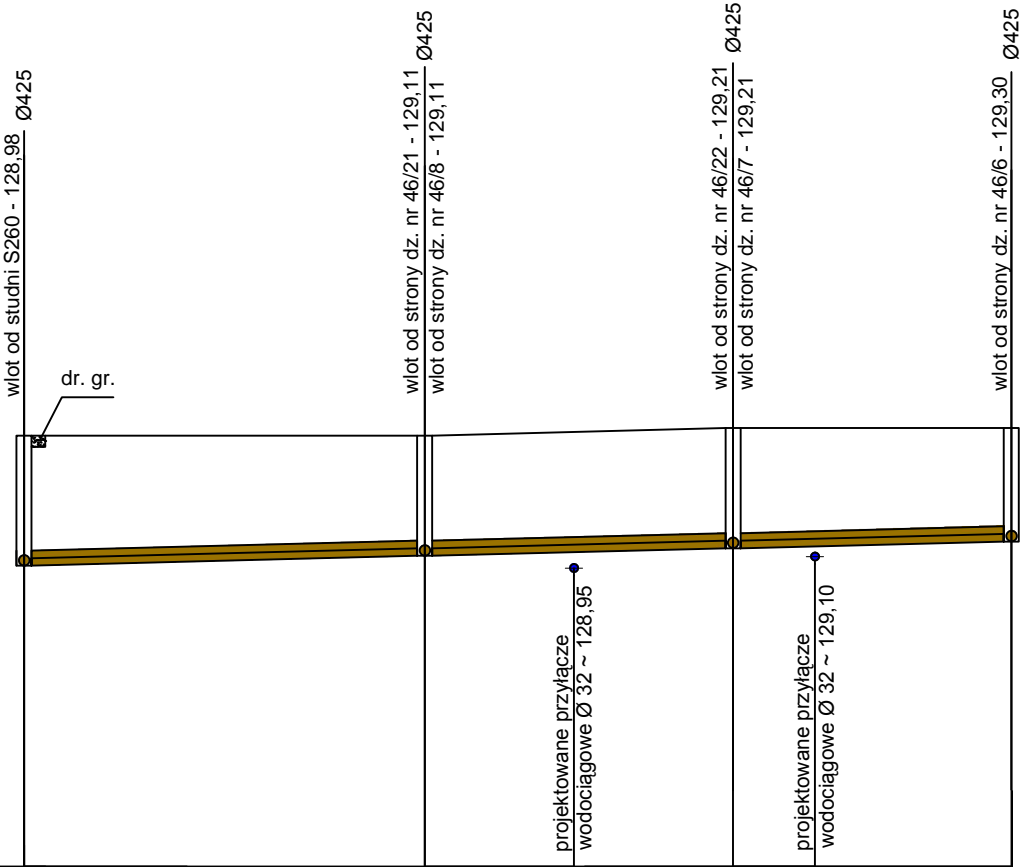 wlot od studni S260 - 128,98
Ø425
wlot od strony dz. nr 46/21 - 129,11
Ø425
wlot od strony dz. nr 46/8 - 129,11
wlot od strony dz. nr 46/22 - 129,21
Ø425
wlot od strony dz. nr 46/7 - 129,21
wlot od strony dz. nr 46/6 - 129,30
Ø425
dr. gr.
projektowane przyłącze
wodociągowe Ø 32 ~ 128,95
projektowane przyłącze
wodociągowe Ø 32 ~ 129,10